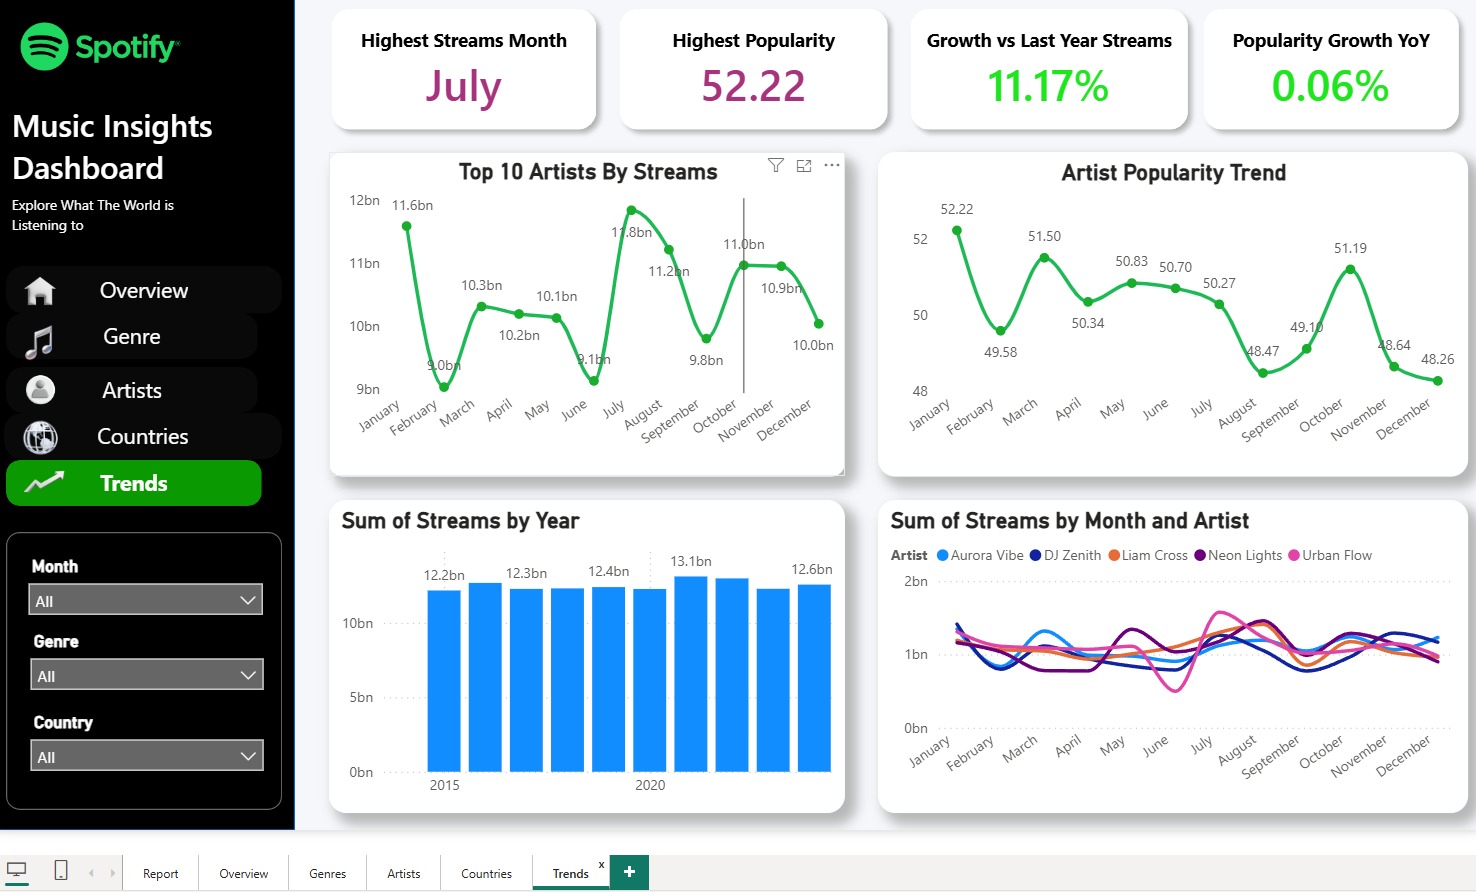 Spotify
Music Insights
Dashboard
Explore What The World is
Listening to
Overview
Genre
Artists
Countries
Trends
Month
All
Genre
All
Country
All
Highest Streams Month
July
Highest Popularity
52.22
Growth vs Last Year Streams
11.17%
Popularity Growth YoY
0.06%
Top 10 Artists By Streams
12bn
11bn
10bn
9bn
11.6bn
9.0bn
10.3bn
10.2bn
10.1bn
9.1bn
11.8bn
11.2bn
9.8bn
11.0bn
10.9bn
10.0bn
January
February
March
April
May
June
July
August
September
October
November
December
Artist Popularity Trend
52
50
48
52.22
49.58
51.50
50.34
50.83
50.70
50.27
48.47
49.10
51.19
48.64
48.26
January
February
March
April
May
June
July
August
September
October
November
December
Sum of Streams by Year
10bn
5bn
0bn
12.2bn
12.3bn
12.4bn
13.1bn
12.6bn
2015
2020
Sum of Streams by Month and Artist
Artist Aurora Vibe DJ Zenith Liam Cross Neon Lights Urban Flow
2bn
1bn
0bn
January
February
March
April
May
June
July
August
September
October
November
December
Report Overview Genres Artists Countries Trends x +